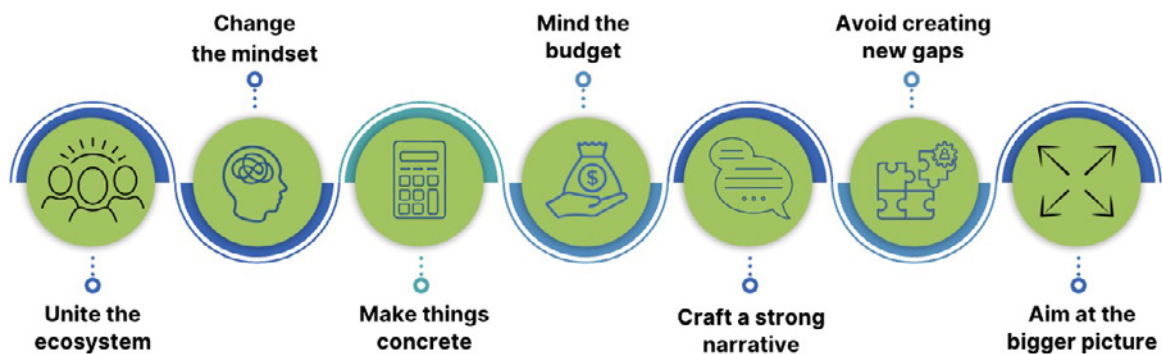 Unite the
ecosystem
Change
the mindset
Make things
concrete
Mind the
budget
$
Craft a strong
narrative
Avoid creating
new gaps
Aim at the
bigger picture